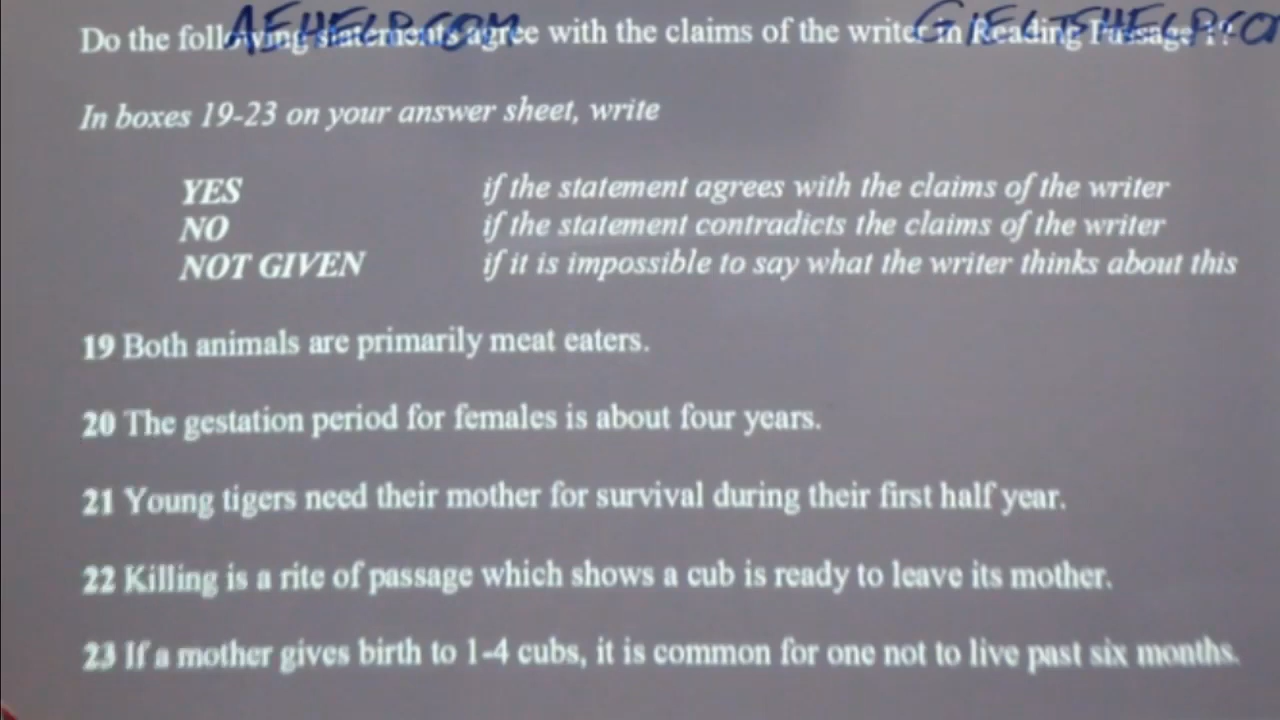 AEHELP.COM GIELTSHELP.CO
Do the following statements agree with the claims of the writer in Reading Passage 1?
In boxes 19-23 on your answer sheet, write
YES if the statement agrees with the claims of the writer
NO if the statement contradicts the claims of the writer
NOT GIVEN if it is impossible to say what the writer thinks about this
19 Both animals are primarily meat eaters.
20 The gestation period for females is about four years.
21 Young tigers need their mother for survival during their first half year.
22 Killing is a rite of passage which shows a cub is ready to leave its mother.
23 If a mother gives birth to 1-4 cubs, it is common for one not to live past six months.